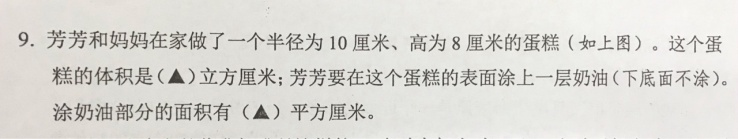 9. 芳芳和妈妈在家做了一个半径为 10 厘米、高为 8 厘米的蛋糕（如上图）。这个蛋
糕的体积是(▲)立方厘米；芳芳要在这个蛋糕的表面涂上一层奶油(下底面不涂)。
涂奶油部分的面积有（▲）平方厘米。